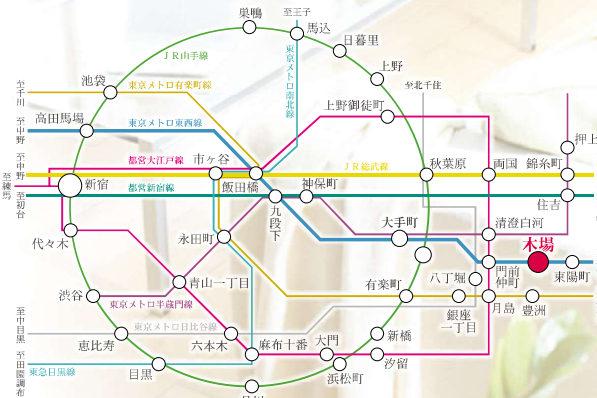 巣鴨
至王子
馬込
日暮里
JR山手線
東京メトロ南北線
上野
池袋
東京メトロ有楽町線
至北千住
至千川
上野御徒町
高田馬場
東京メトロ東西線
至中野
押上
至中野
都営大江戸線
市ヶ谷
JR総武線
秋葉原
両国
錦糸町
至練馬
新宿
飯田橋
神保町
至初台
都営新宿線
九段下
住吉
代々木
永田町
大手町
清澄白河
木場
門前仲町
東陽町
渋谷
青山一丁目
有楽町
八丁堀
東京メトロ半蔵門線
銀座一丁目
月島
豊洲
至中目黒
東京メトロ日比谷線
恵比寿
六本木
麻布十番
大門
新橋
汐留
至田園調布
東急目黒線
目黒
浜松町